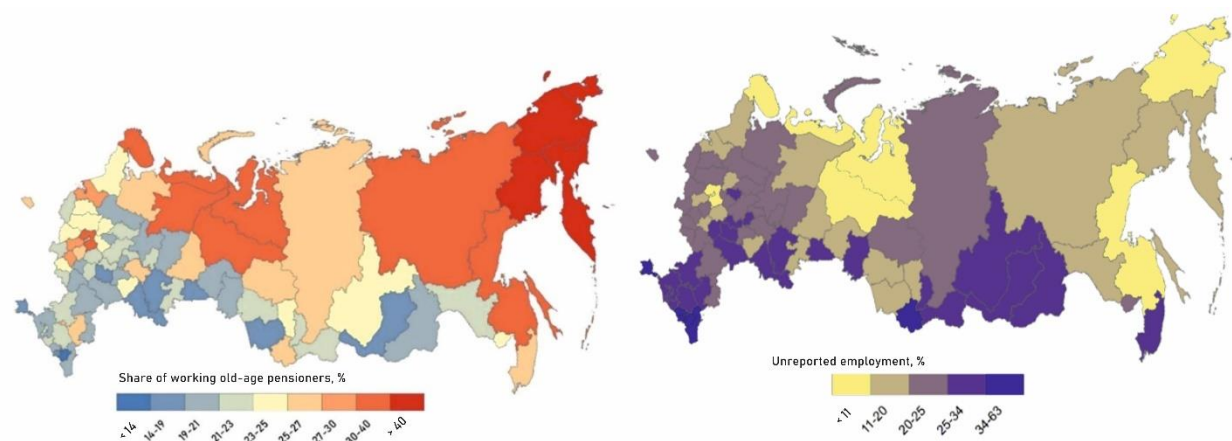 Share of working old-age pensioners, %
<14 14-19 19-21 21-23 23-25 25-27 27-30 30-40 >40
Unreported employment, %
<11 11-20 20-25 25-34 34-63